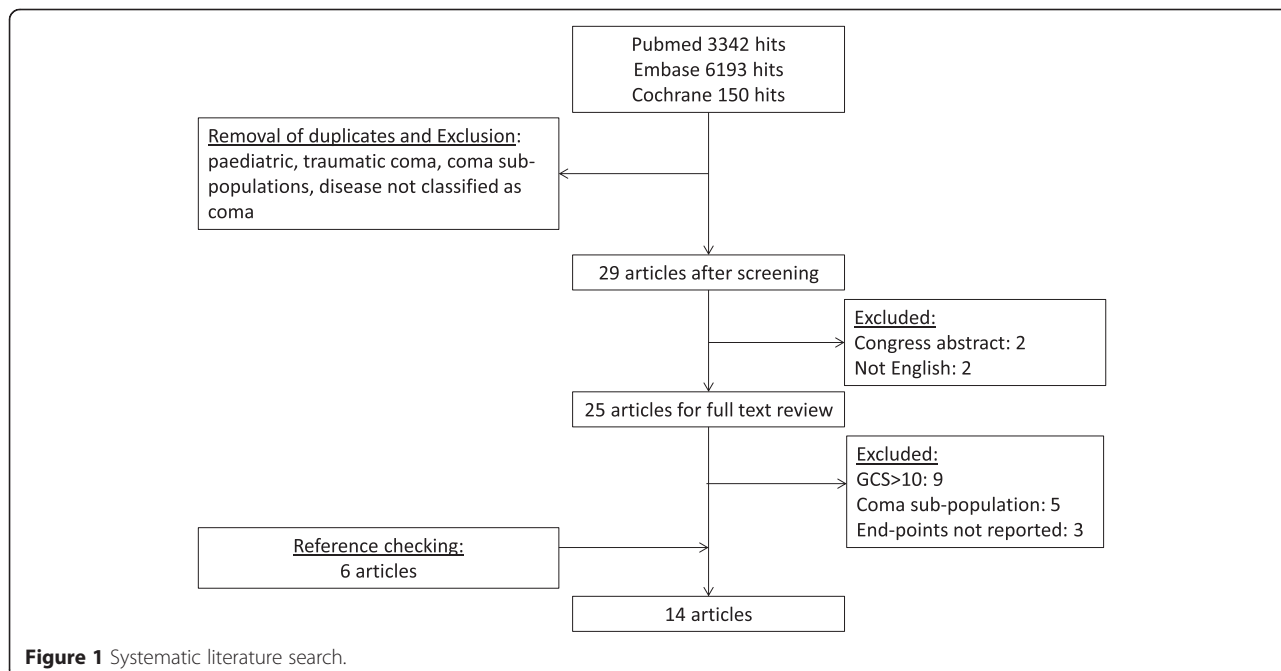 Pubmed 3342 hits
Embase 6193 hits
Cochrane 150 hits
Removal of duplicates and Exclusion:
paediatric, traumatic coma, coma sub-
populations, disease not classified as
coma
29 articles after screening
Excluded:
Congress abstract: 2
Not English: 2
25 articles for full text review
Excluded:
GCS>10: 9
Coma sub-population: 5
End-points not reported: 3
Reference checking:
6 articles
14 articles
Figure 1 Systematic literature search.